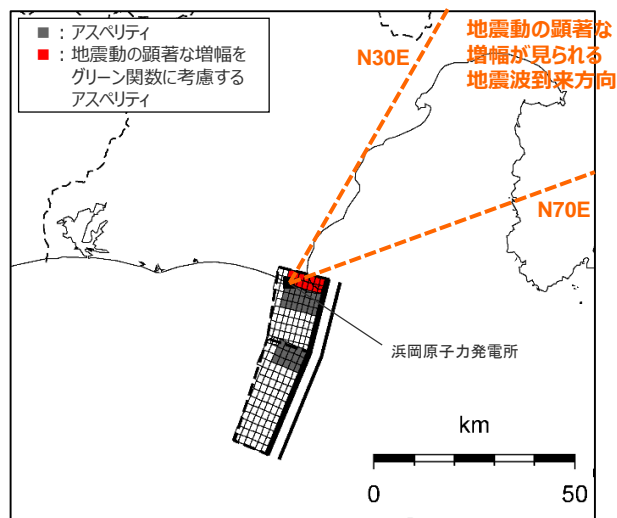 ■：アスペリティ
■：地震動の顕著な増幅を
グリーン関数に考慮する
アスペリティ
地震動の顕著な
増幅が見られる
地震波到来方向
N30E
N70E
浜岡原子力発電所
km
0 50